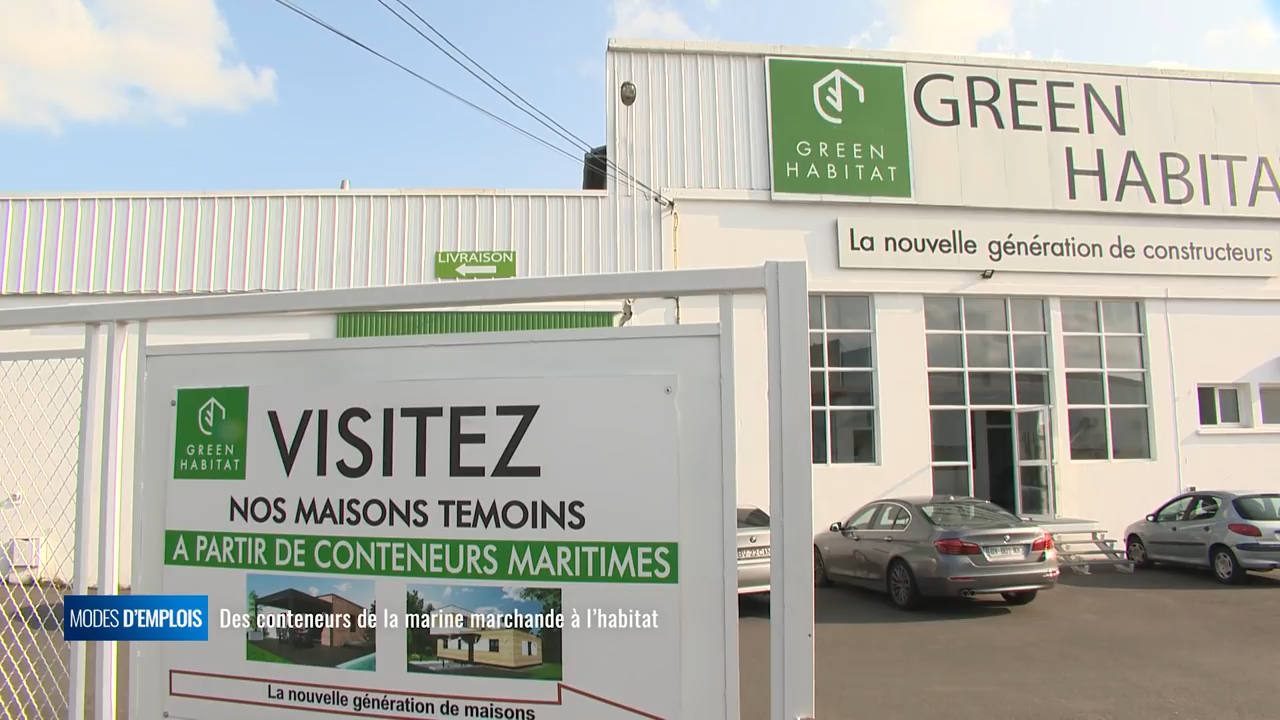 GREEN
HABITAT
GREEN
HABITA
La nouvelle génération de constructeurs
LIVRAISON
GREEN
HABITAT
VISITEZ
NOS MAISONS TEMOINS
A PARTIR DE CONTENEURS MARITIMES
MODES D'EMPLOIS Des conteneurs de la marine marchande à l'habitat
La nouvelle génération de maisons